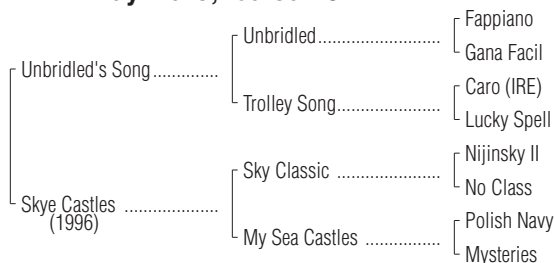 Unbridled's Song..............
Skye Castles ....................
(1996)
Unbridled..........................
Trolley Song......................
Sky Classic ......................
My Sea Castles ................
Fappiano
Gana Facil
Caro (IRE)
Lucky Spell
Nijinsky II
No Class
Polish Navy
Mysteries